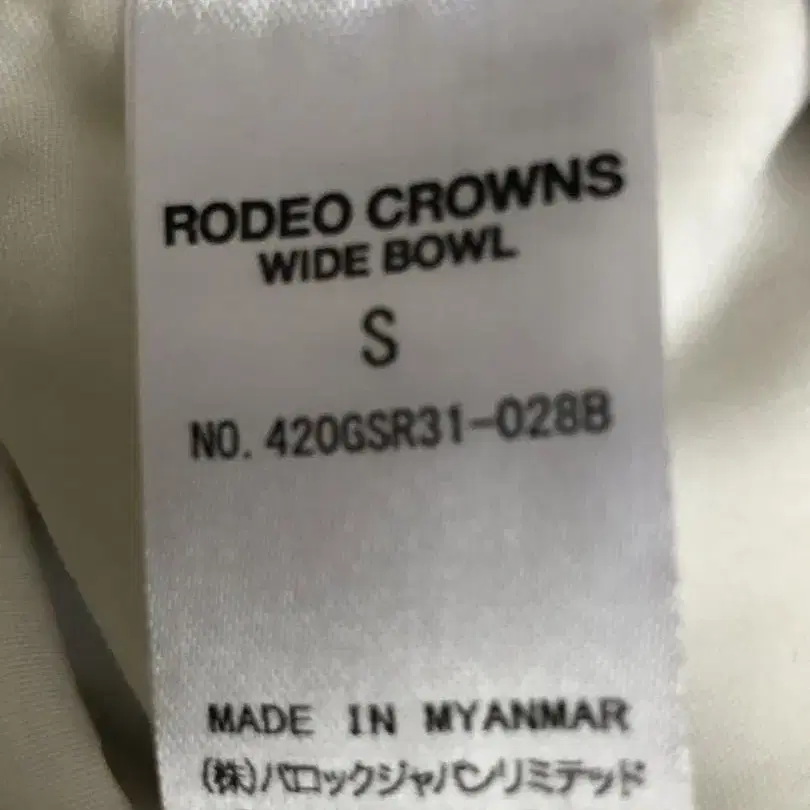 RODEO CROWNS
WIDE BOWL
S
NO. 420GSR31-028B
MADE IN MYANMAR
(株)バロックジャパンリミテッド